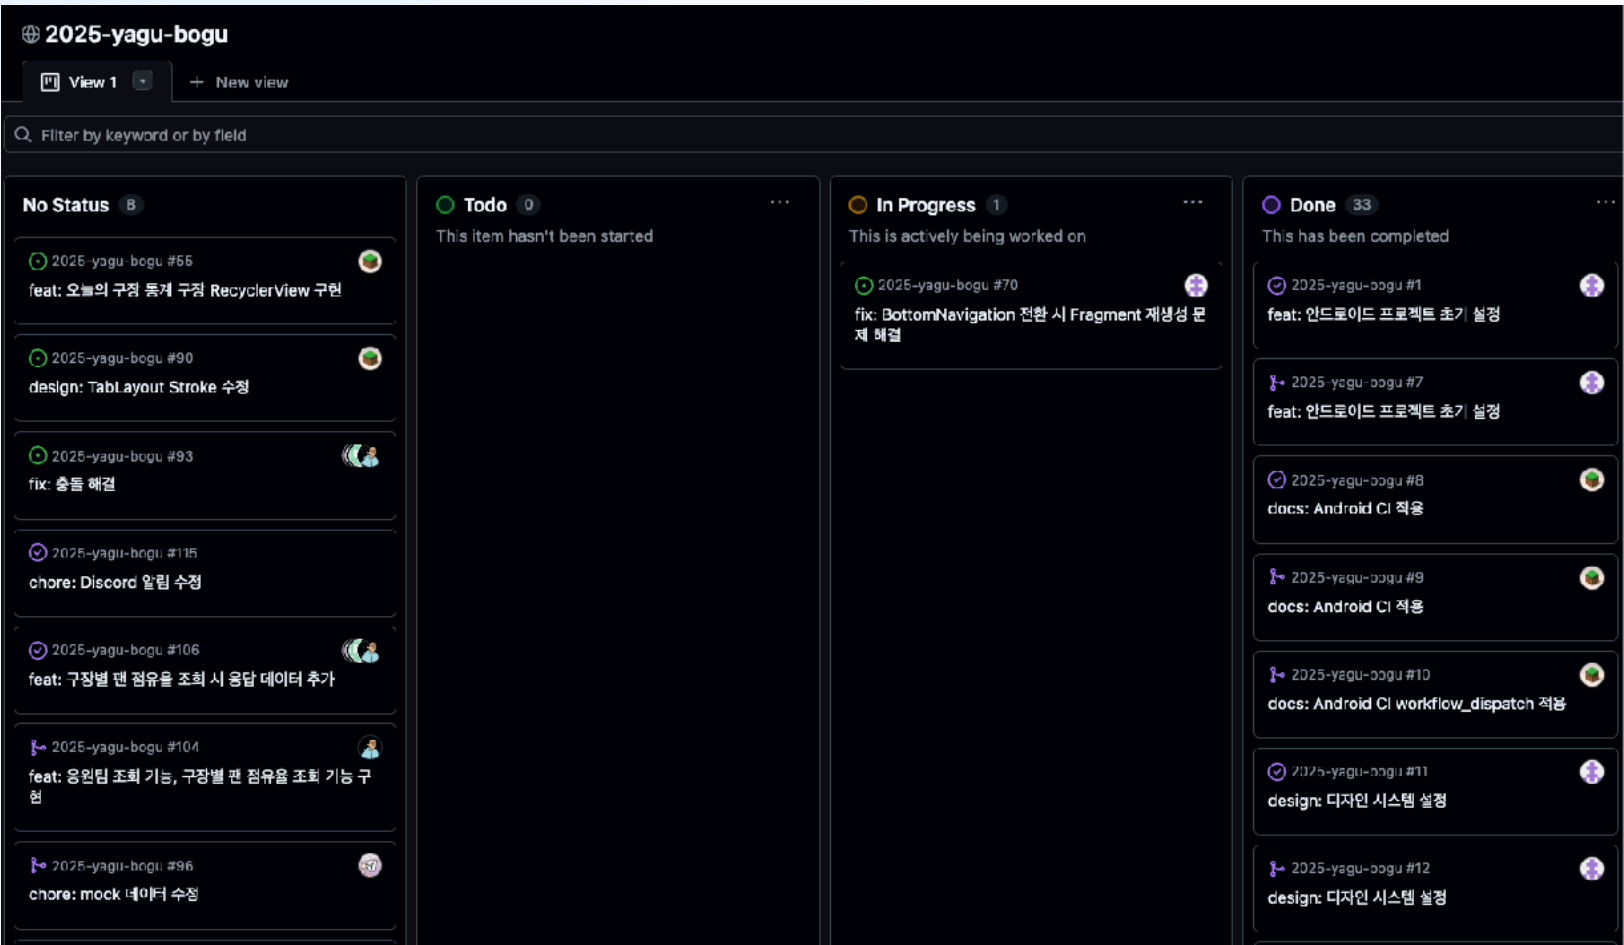 2025-yagu-bogu
View 1
New view
Filter by keyword or by field
No Status 8
2025-yagu-bogu #55
feat: 오늘의 구장 통계 구장 RecyclerView 구현
2025-yagu-bogu #90
design: TabLayout Stroke 수정
2025-yagu-bogu #93
fix: 충돌 해결
2025-yagu-bogu #115
chore: Discord 알림 수정
2025-yagu-bogu #106
feat: 구장별 팬 점유율 조회 시 응답 데이터 추가
2025-yagu-bogu #104
feat: 응원팀 조회 기능, 구장별 팬 점유율 조회 기능 구
현
2025-yagu-bogu #96
chore: mock 데이터 수정
Todo 0
This item hasn't been started
In Progress 1
This is actively being worked on
2025-yagu-bogu #70
fix: BottomNavigation 전환 시 Fragment 재생성 문
제 해결
Done 33
This has been completed
2025-yagu-bogu #1
feat: 안드로이드 프로젝트 초기 설정
2025-yagu-bogu #7
feat: 안드로이드 프로젝트 초기 설정
2025-yagu-bogu #8
docs: Android CI 적용
2025-yagu-bogu #9
docs: Android CI 적용
2025-yagu-bogu #10
docs: Android CI workflow_dispatch 적용
2025-yagu-bogu #11
design: 디자인 시스템 설정
2025-yagu-bogu #12
design: 디자인 시스템 설정